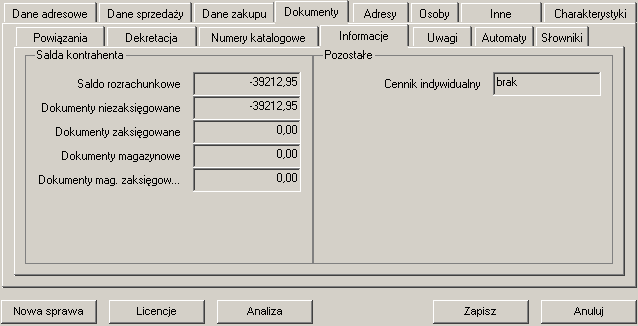 Dane adresowe Dane sprzedaży Dane zakupu Dokumenty Adresy Osoby Inne Charakterystyki
Powiązania Dekretacja Numery katalogowe Informacje Uwagi Automaty Słowniki
Salda kontrahenta
Saldo rozrachunkowe -39212,95
Dokumenty niezaksięgowane -39212,95
Dokumenty zaksięgowane 0,00
Dokumenty magazynowe 0,00
Dokumenty mag. zaksięgow... 0,00
Pozostałe
Cennik indywidualny brak
Nowa sprawa Licencje Analiza Zapisz Anuluj